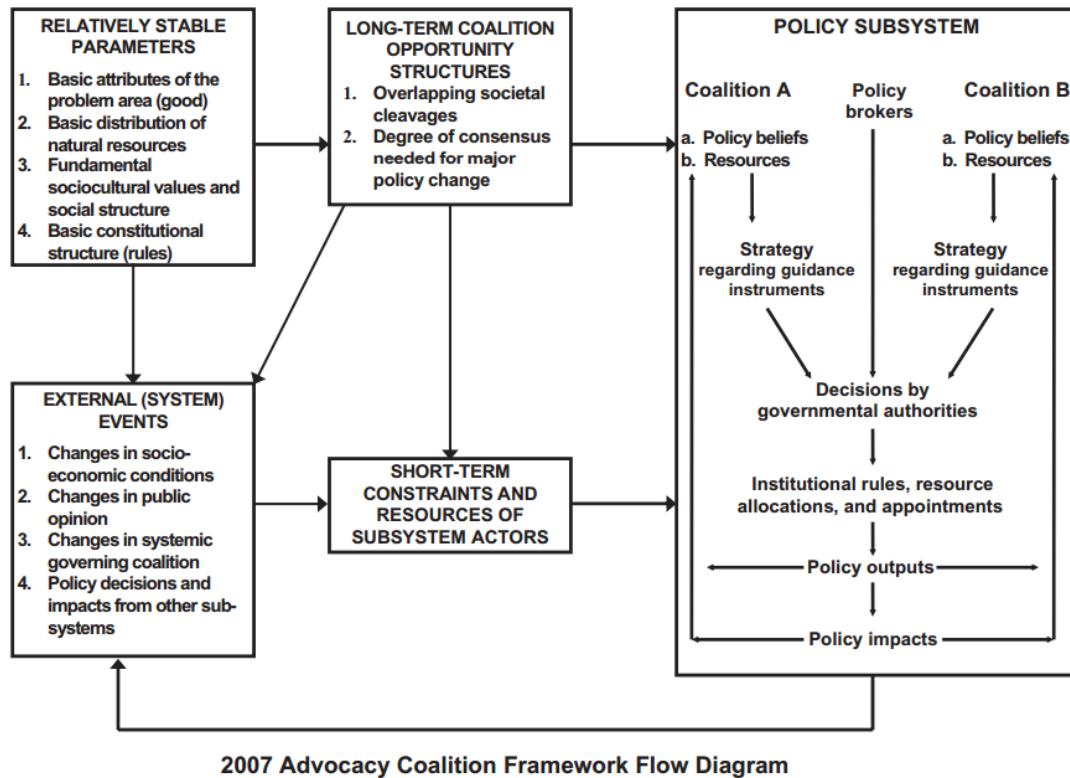 RELATIVELY STABLE
PARAMETERS
1. Basic attributes of the
problem area (good)
2. Basic distribution of
natural resources
3. Fundamental
sociocultural values and
social structure
4. Basic constitutional
structure (rules)
LONG-TERM COALITION
OPPORTUNITY
STRUCTURES
1. Overlapping societal
cleavages
2. Degree of consensus
needed for major
policy change
POLICY SUBSYSTEM
Coalition A
Policy
brokers
Coalition B
a. Policy beliefs
b. Resources
a. Policy beliefs
b. Resources
Strategy
regarding guidance
instruments
Strategy
regarding guidance
instruments
Decisions by
governmental authorities
Institutional rules, resource
allocations, and appointments
Policy outputs
Policy impacts
EXTERNAL (SYSTEM)
EVENTS
1. Changes in socio-
economic conditions
2. Changes in public
opinion
3. Changes in systemic
governing coalition
4. Policy decisions and
impacts from other sub-
systems
SHORT-TERM
CONSTRAINTS AND
RESOURCES OF
SUBSYSTEM ACTORS
2007 Advocacy Coalition Framework Flow Diagram